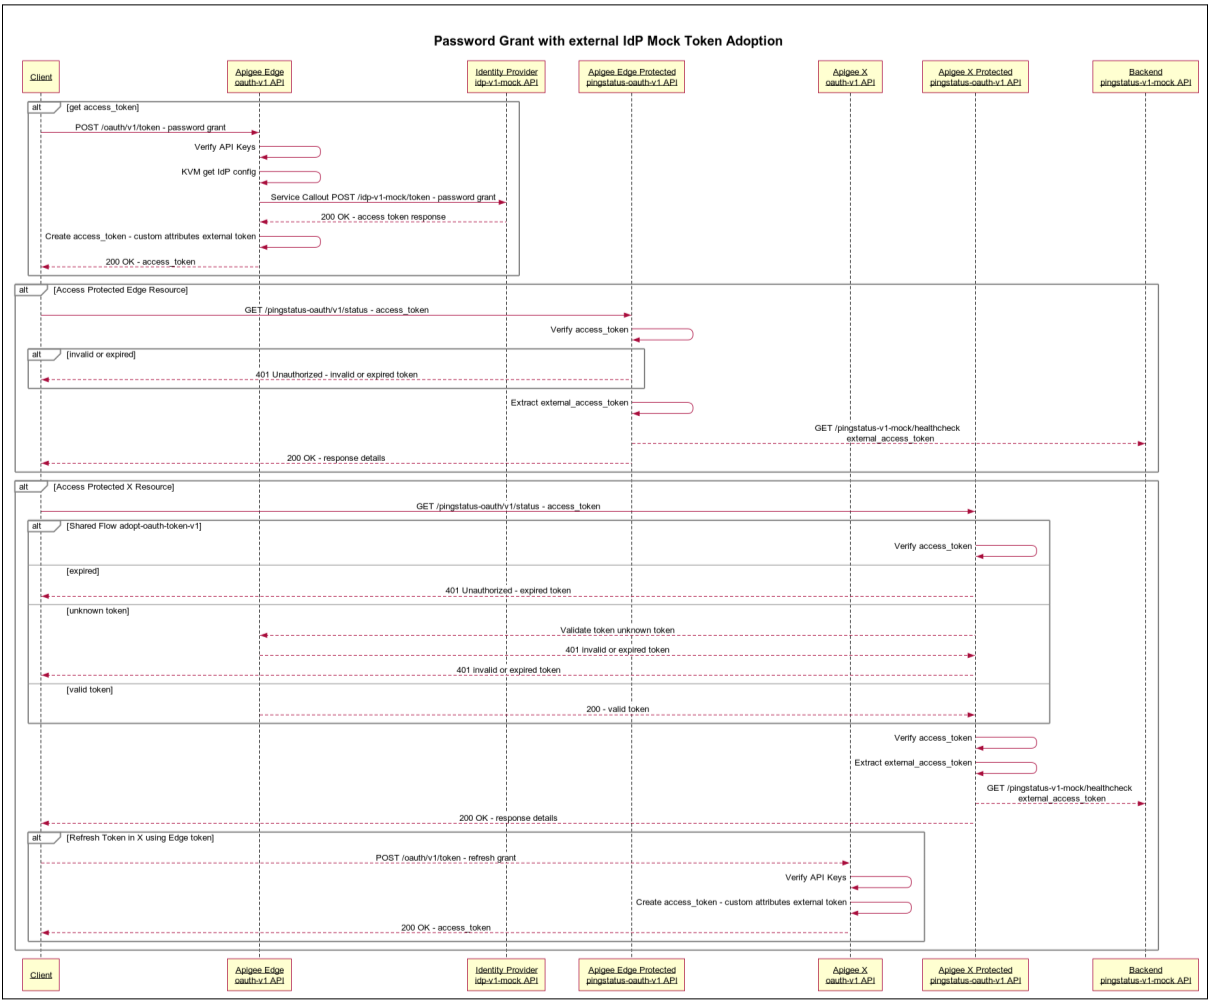 Password Grant with external IdP Mock Token Adoption
Client
Apigee Edge
oauth-v1 API
Identity Provider
idp-v1-mock API
Apigee Edge Protected
pingstatus-oauth-v1 API
Apigee X
oauth-v1 API
Apigee X Protected
pingstatus-oauth-v1 API
Backend
pingstatus-v1-mock API
alt [get access_token]
POST /oauth/v1/token - password grant
Verify API Keys
KVM get IdP config
Service Callout POST /idp-v1-mock/token - password grant
200 OK - access token response
Create access_token - custom attributes external token
200 OK - access_token
alt [Access Protected Edge Resource]
GET /pingstatus-oauth/v1/status - access_token
Verify access_token
alt [invalid or expired]
401 Unauthorized - invalid or expired token
Extract external_access_token
GET /pingstatus-v1-mock/healthcheck
external_access_token
200 OK - response details
alt [Access Protected X Resource]
GET /pingstatus-oauth/v1/status - access_token
alt [Shared Flow adopt-oauth-token-v1]
Verify access_token
[expired]
401 Unauthorized - expired token
[unknown token]
Validate token unknown token
401 invalid or expired token
401 invalid or expired token
[valid token]
200 - valid token
Verify access_token
Extract external_access_token
GET /pingstatus-v1-mock/healthcheck
external_access_token
200 OK - response details
alt [Refresh Token in X using Edge token]
POST /oauth/v1/token - refresh grant
Verify API Keys
Create access_token - custom attributes external token
200 OK - access_token
Client
Apigee Edge
oauth-v1 API
Identity Provider
idp-v1-mock API
Apigee Edge Protected
pingstatus-oauth-v1 API
Apigee X
oauth-v1 API
Apigee X Protected
pingstatus-oauth-v1 API
Backend
pingstatus-v1-mock API